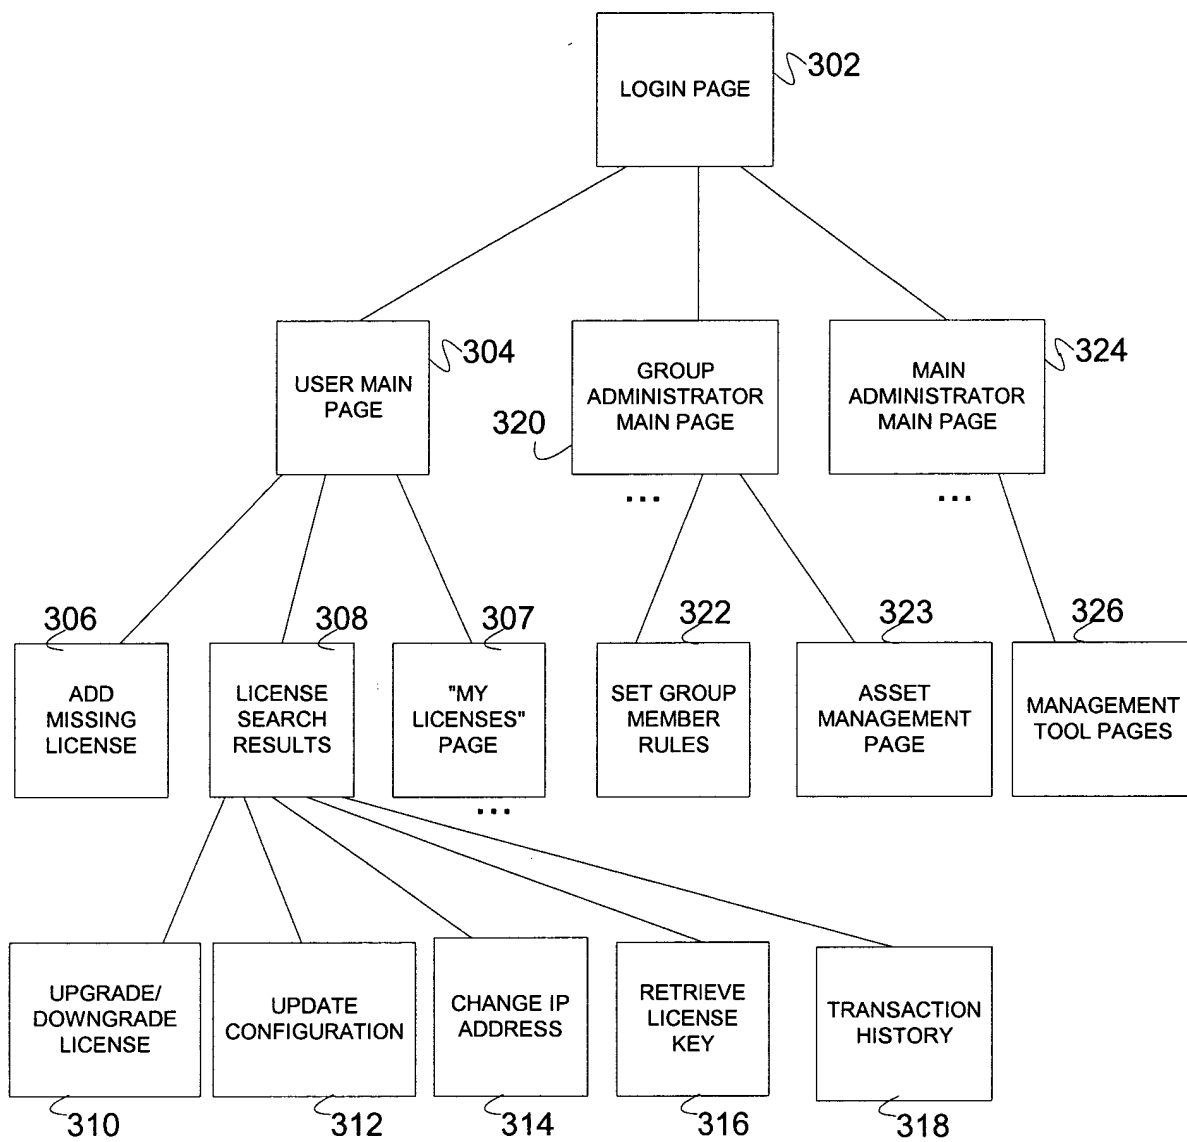 LOGIN PAGE
302
USER MAIN
PAGE
304
GROUP
ADMINISTRATOR
MAIN PAGE
320
MAIN
ADMINISTRATOR
MAIN PAGE
324
...
...
306
308
307
322
323
326
ADD
MISSING
LICENSE
LICENSE
SEARCH
RESULTS
"MY
LICENSES"
PAGE
SET GROUP
MEMBER
RULES
ASSET
MANAGEMENT
PAGE
MANAGEMENT
TOOL PAGES
...
UPGRADE/
DOWNGRADE
LICENSE
UPDATE
CONFIGURATION
CHANGE IP
ADDRESS
RETRIEVE
LICENSE
KEY
TRANSACTION
HISTORY
310
312
314
316
318